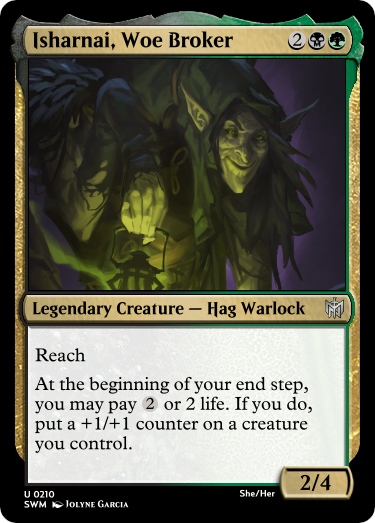 Isharnai, Woe Broker 2
Legendary Creature — Hag Warlock
Reach
At the beginning of your end step,
you may pay 2 or 2 life. If you do,
put a +1/+1 counter on a creature
you control.
2/4
U 0210
She/Her
SWM Jolyne Garcia